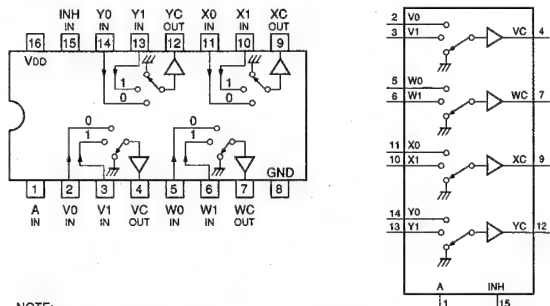 INH Y0 Y1 YC X0 X1 XC
IN IN IN OUT IN IN OUT
16 15 14 13 12 11 10 9
VDD
1
0
1
0
0
1
0
1
GND
1 2 3 4 5 6 7 8
A V0 V1 VC W0 W1 WC
IN IN IN OUT IN IN OUT
NOTE:
2 V0
3 V1 VC 4
5 W0
6 W1 WC 7
11 X0
10 X1 XC 9
14 Y0
13 Y1 YC 12
A INH
1 15